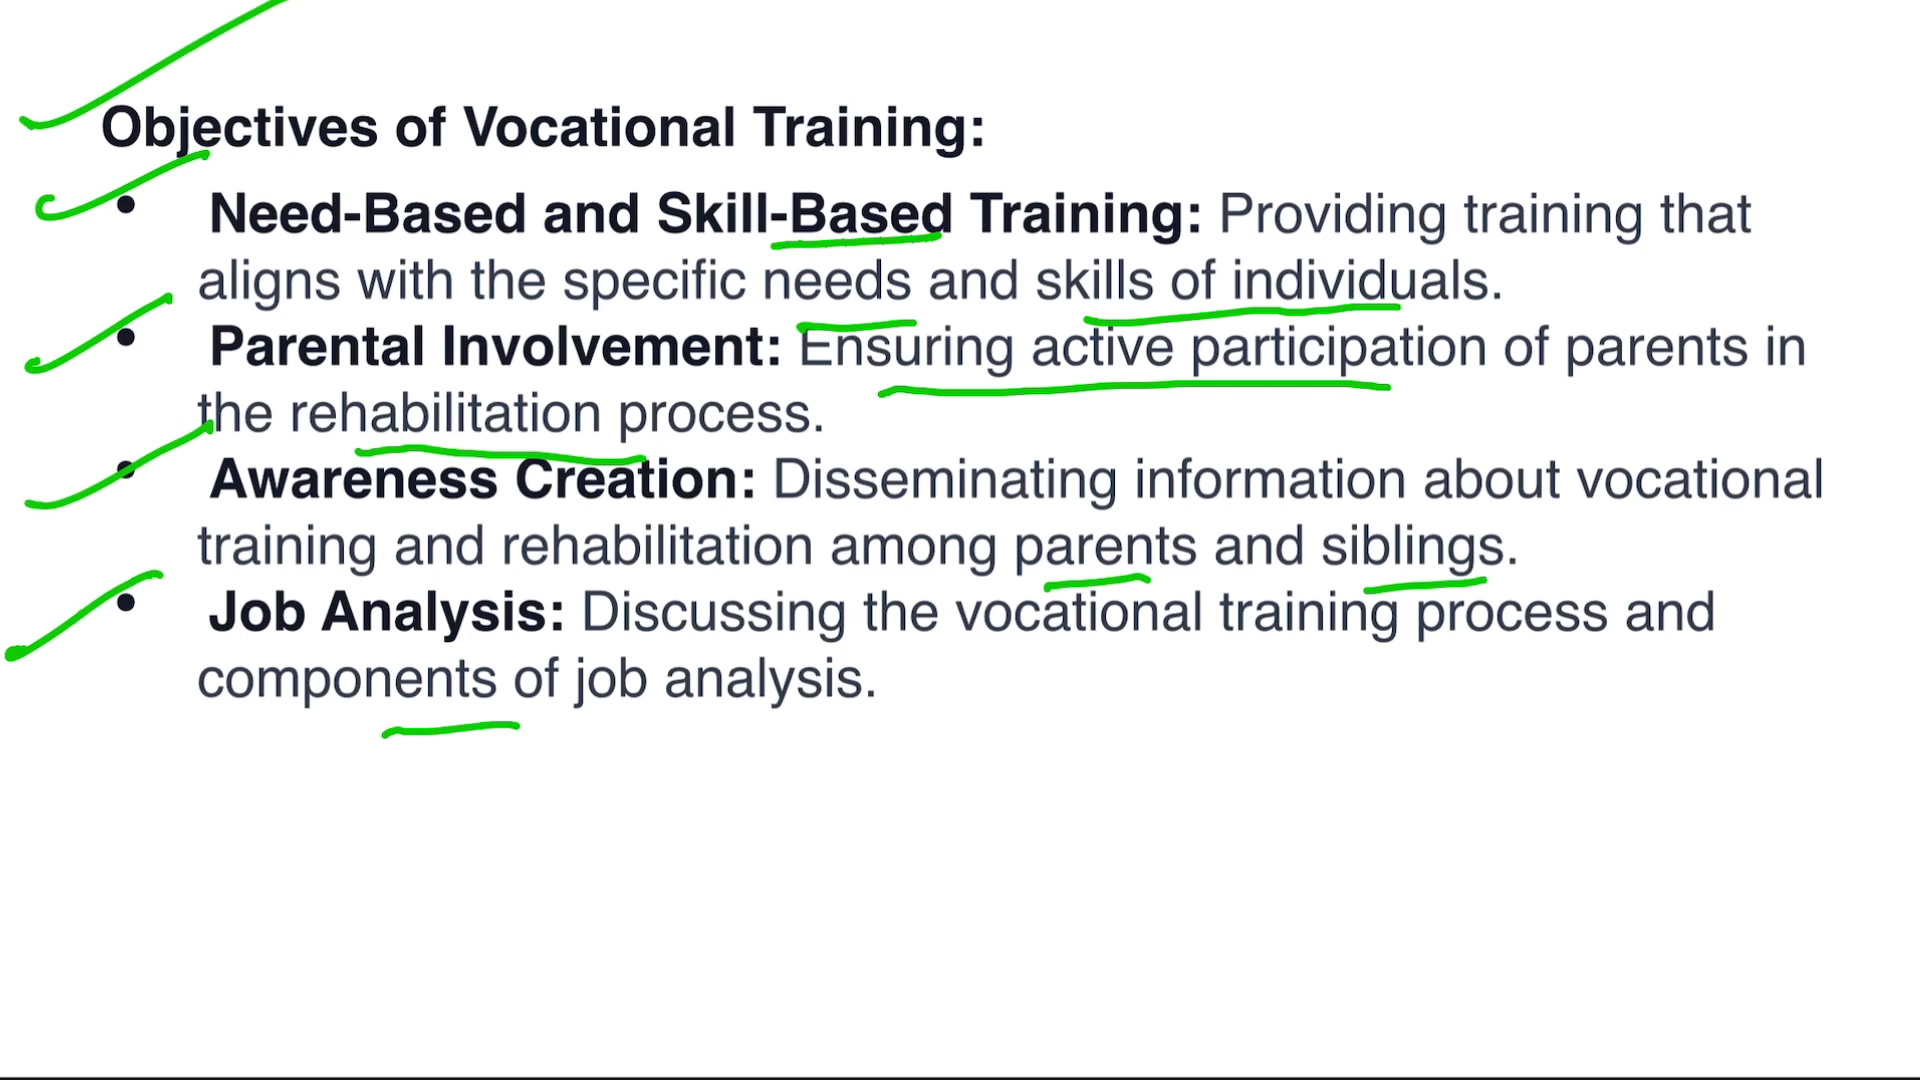 Objectives of Vocational Training:
• Need-Based and Skill-Based Training: Providing training that
aligns with the specific needs and skills of individuals.
• Parental Involvement: Ensuring active participation of parents in
the rehabilitation process.
• Awareness Creation: Disseminating information about vocational
training and rehabilitation among parents and siblings.
• Job Analysis: Discussing the vocational training process and
components of job analysis.